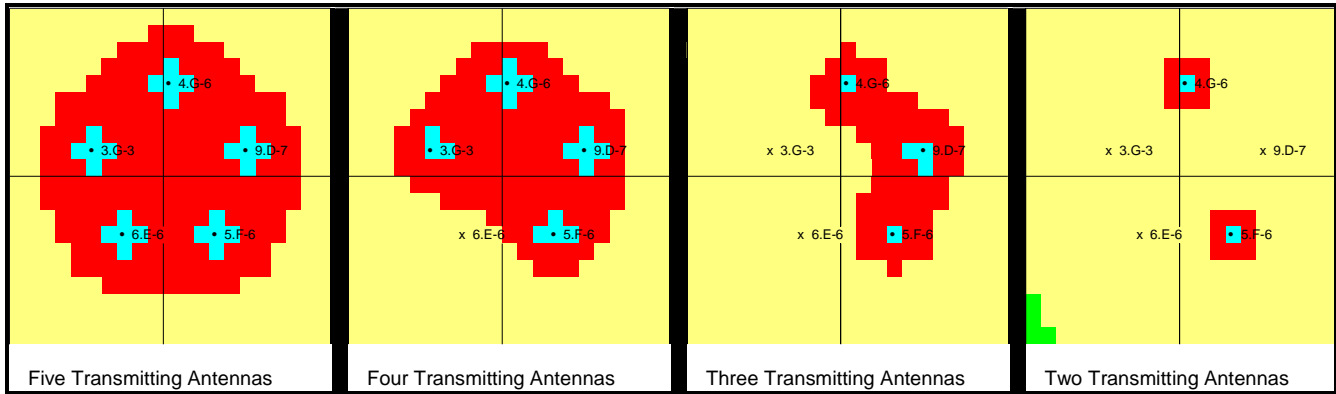 4.G-6
3.G-3
9.D-7
6.E-6
5.F-6
Five Transmitting Antennas
4.G-6
3.G-3
9.D-7
x 6.E-6
5.F-6
Four Transmitting Antennas
4.G-6
x 3.G-3
9.D-7
x 6.E-6
5.F-6
Three Transmitting Antennas
4.G-6
x 3.G-3
x 9.D-7
x 6.E-6
5.F-6
Two Transmitting Antennas